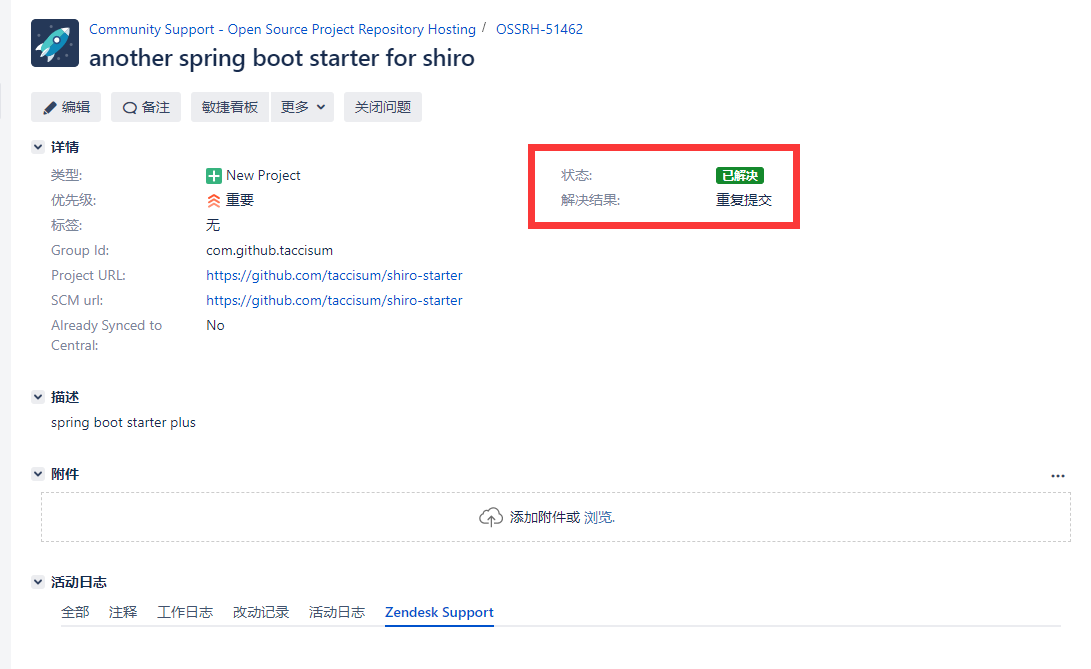 Community Support - Open Source Project Repository Hosting / OSSRH-51462
another spring boot starter for shiro
编辑 备注 敏捷看板 更多 关闭问题
详情
类型: New Project
优先级: 重要
标签: 无
Group Id: com.github.taccisum
Project URL: https://github.com/taccisum/shiro-starter
SCM url: https://github.com/taccisum/shiro-starter
Already Synced to Central: No
状态: 已解决
解决结果: 重复提交
描述
spring boot starter plus
附件
添加附件或 浏览.
活动日志
全部 注释 工作日志 改动记录 活动日志 Zendesk Support